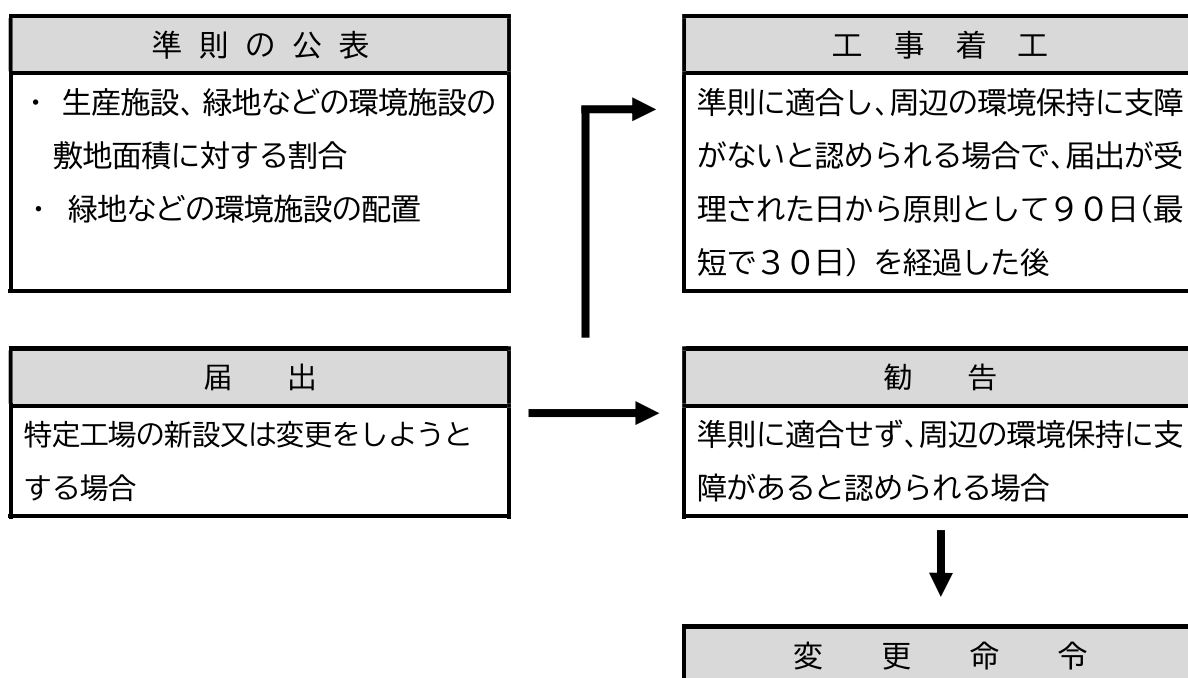 準則の公表
・ 生産施設、緑地などの環境施設の
敷地面積に対する割合
・ 緑地などの環境施設の配置
工事着工
準則に適合し、周辺の環境保持に支障
がないと認められる場合で、届出が受
理された日から原則として９０日（最
短で３０日）を経過した後
届出
特定工場の新設又は変更をしようと
する場合
勧告
準則に適合せず、周辺の環境保持に支
障があると認められる場合
変更命令